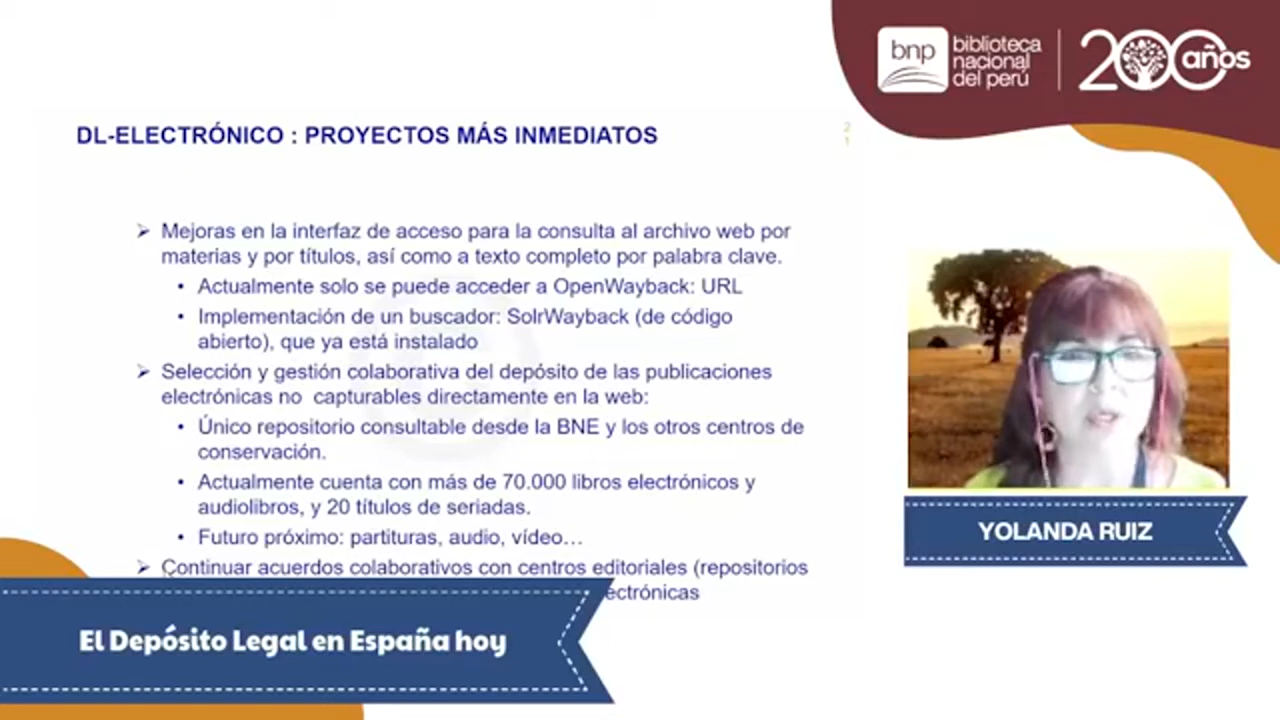 bnp
biblioteca
nacional
del perú
200 años
DL-ELECTRÓNICO : PROYECTOS MÁS INMEDIATOS
2
1
➢ Mejoras en la interfaz de acceso para la consulta al archivo web por
materias y por títulos, así como a texto completo por palabra clave.
• Actualmente solo se puede acceder a OpenWayback: URL
• Implementación de un buscador: SolrWayback (de código
abierto), que ya está instalado
➢ Selección y gestión colaborativa del depósito de las publicaciones
electrónicas no capturables directamente en la web:
• Único repositorio consultable desde la BNE y los otros centros de
conservación.
• Actualmente cuenta con más de 70.000 libros electrónicos y
audiolibros, y 20 títulos de seriadas.
• Futuro próximo: partituras, audio, vídeo…
➢ Continuar acuerdos colaborativos con centros editoriales (repositorios
ectrónicas
YOLANDA RUIZ
El Depósito Legal en España hoy